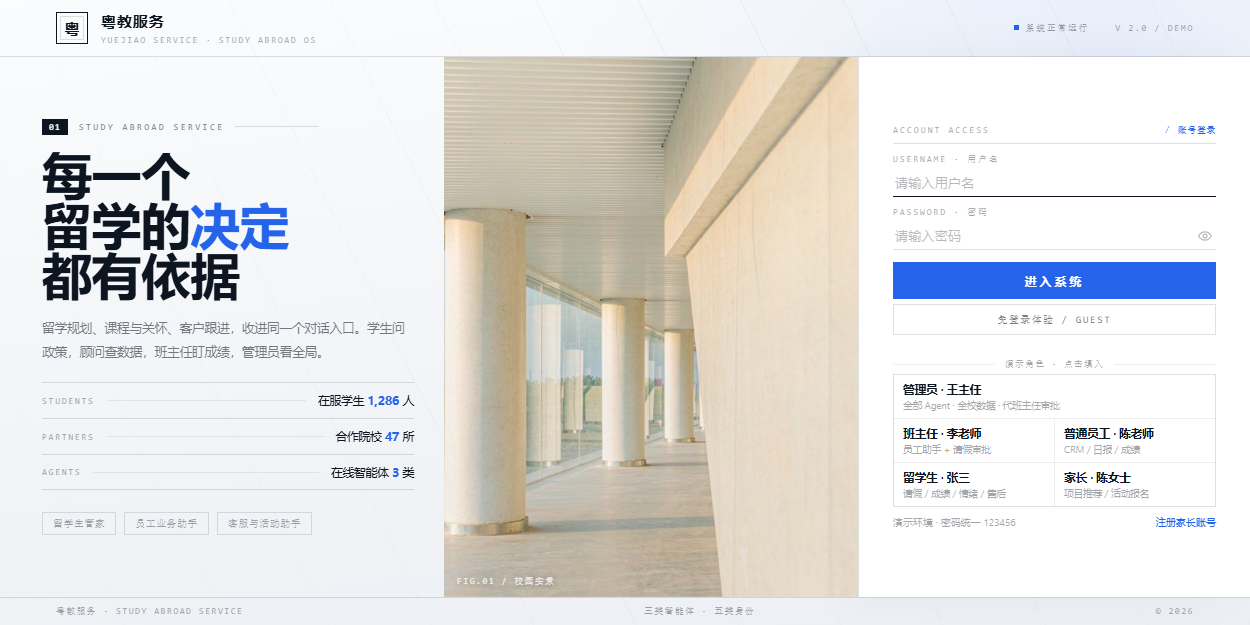 粤
粤教服务
YUEJIAO SERVICE · STUDY ABROAD OS
系统正常运行
V 2.0 / DEMO
01 STUDY ABROAD SERVICE
每一个
留学的决定
都有依据
留学规划、课程与关怀、客户跟进，收进同一个对话入口。学生问
政策，顾问查数据，班主任盯成绩，管理员看全局。
STUDENTS 在服学生 1,286 人
PARTNERS 合作院校 47 所
AGENTS 在线智能体 3 类
留学生管家 员工业务助手 客服与活动助手
FIG.01 / 校园实景
ACCOUNT ACCESS / 账号登录
USERNAME · 用户名
请输入用户名
PASSWORD · 密码
请输入密码
进入系统
免登录体验 / GUEST
演示角色 · 点击填入
管理员 · 王主任
全部 Agent · 全校数据 · 代班主任审批
班主任 · 李老师
员工助手 + 请假审批
普通员工 · 陈老师
CRM / 日报 / 成绩
留学生 · 张三
请假 / 成绩 / 情绪 / 售后
家长 · 陈女士
项目推荐 / 活动报名
演示环境 · 密码统一 123456
注册家长账号
粤教服务 · STUDY ABROAD SERVICE
三类智能体 · 五类身份
© 2026